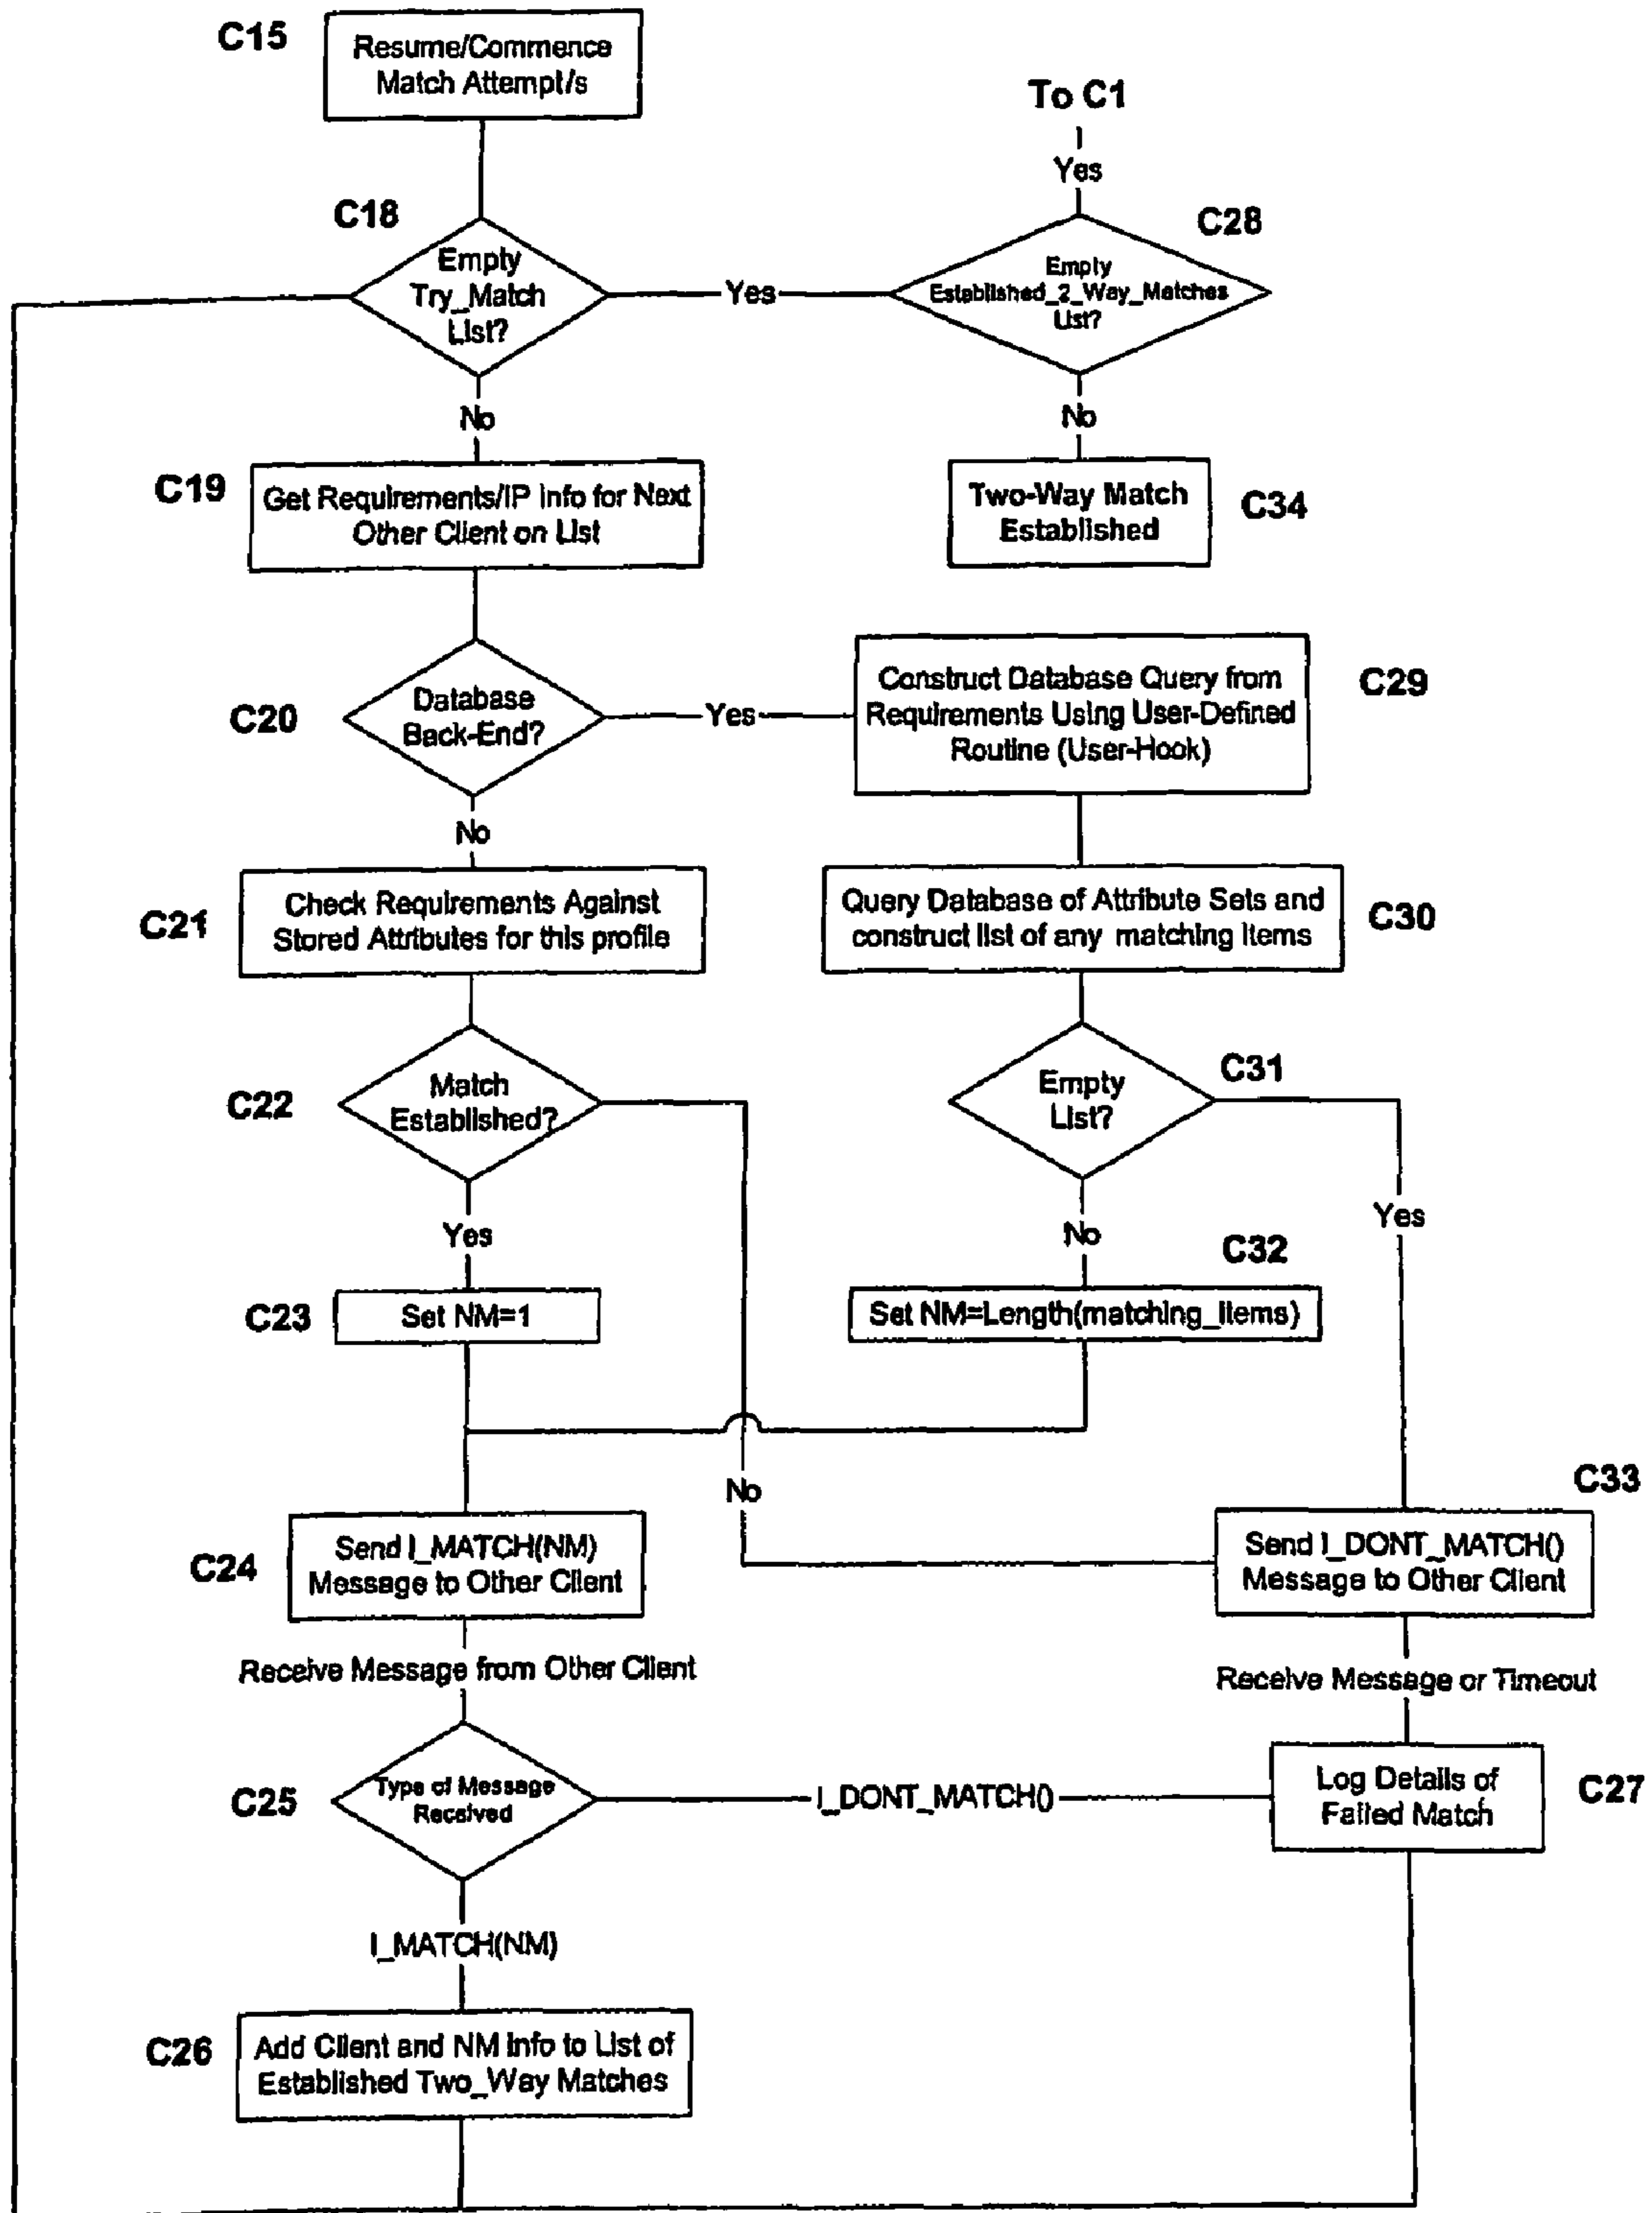 C15
Resume/Commence
Match Attempt/s
To C1
Yes
C18
Empty
Try_Match
List?
Yes
C28
Empty
Established_2_Way_Matches
List?
No
No
C19
Get Requirements/IP info for Next
Other Client on List
Two-Way Match
Established
C34
C20
Database
Back-End?
Yes
Construct Database Query from
Requirements Using User-Defined
Routine (User-Hook)
C29
No
C21
Check Requirements Against
Stored Attributes for this profile
Query Database of Attribute Sets and
construct list of any matching items
C30
C22
Match
Established?
Empty
List?
C31
Yes
No
Yes
C32
C23
Set NM=1
Set NM=Length(matching_items)
No
C33
C24
Send I_MATCH(NM)
Message to Other Client
Send I_DONT_MATCH()
Message to Other Client
Receive Message from Other Client
Receive Message or Timeout
C25
Type of Message
Received
I_DONT_MATCH()
Log Details of
Failed Match
C27
I_MATCH(NM)
C26
Add Client and NM info to List of
Established Two_Way Matches